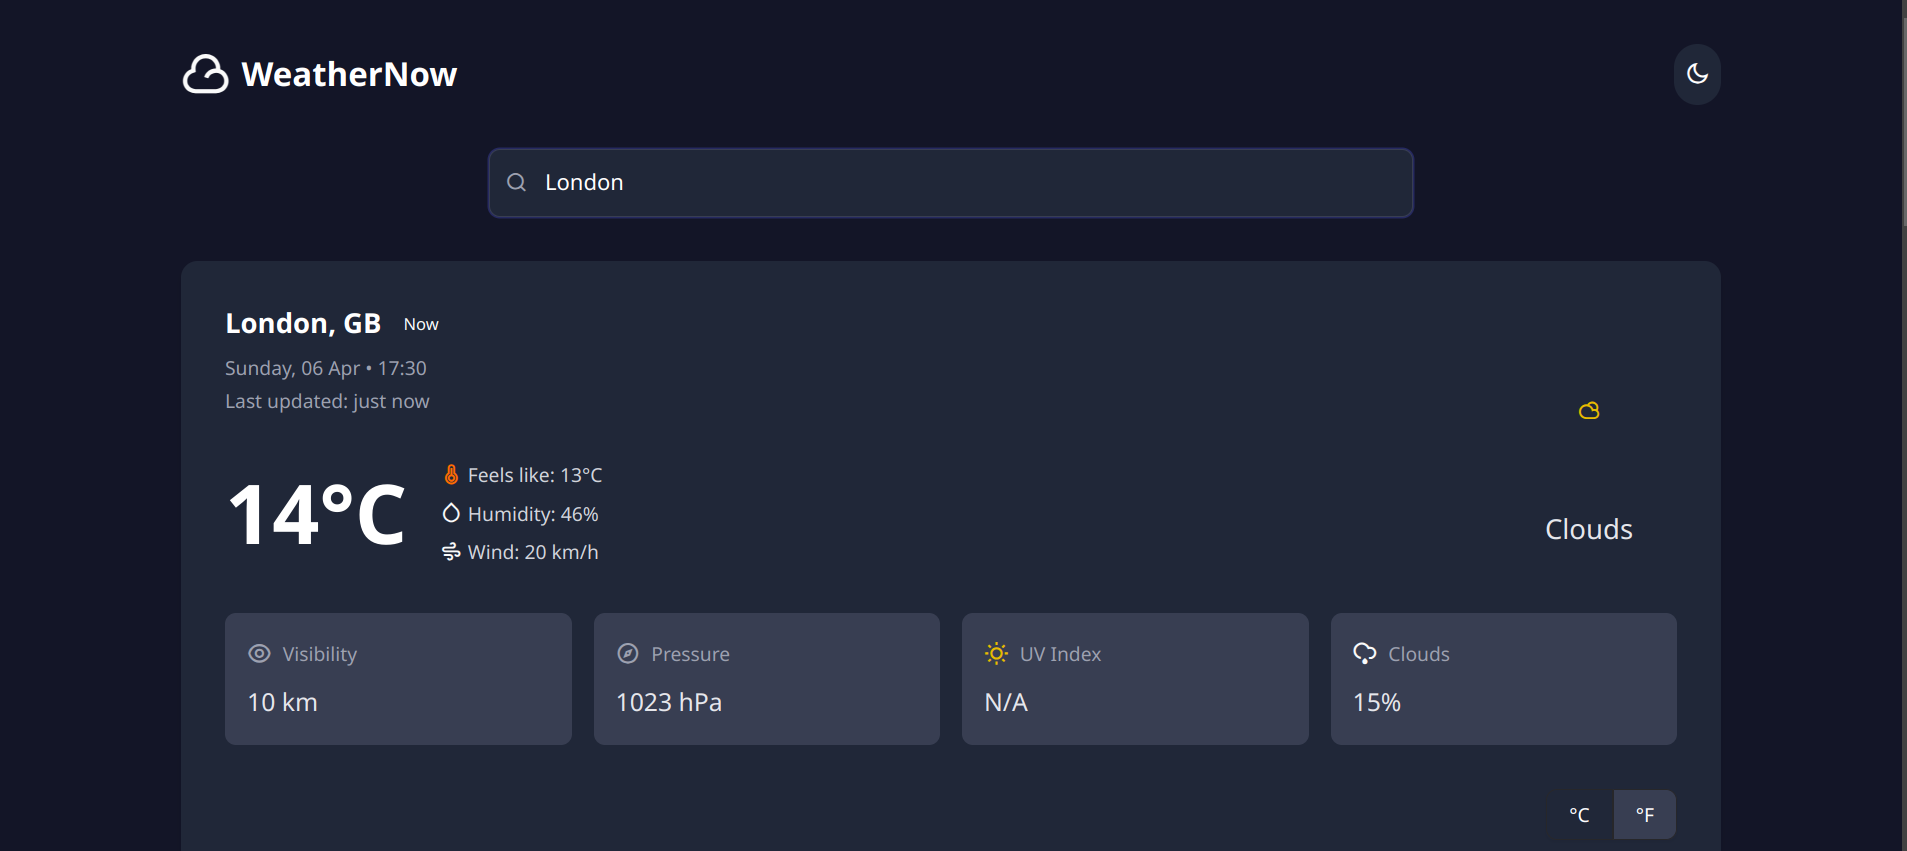 WeatherNow
London
London, GB Now
Sunday, 06 Apr • 17:30
Last updated: just now
14°C
Feels like: 13°C
Humidity: 46%
Wind: 20 km/h
Clouds
Visibility
10 km
Pressure
1023 hPa
UV Index
N/A
Clouds
15%
°C °F